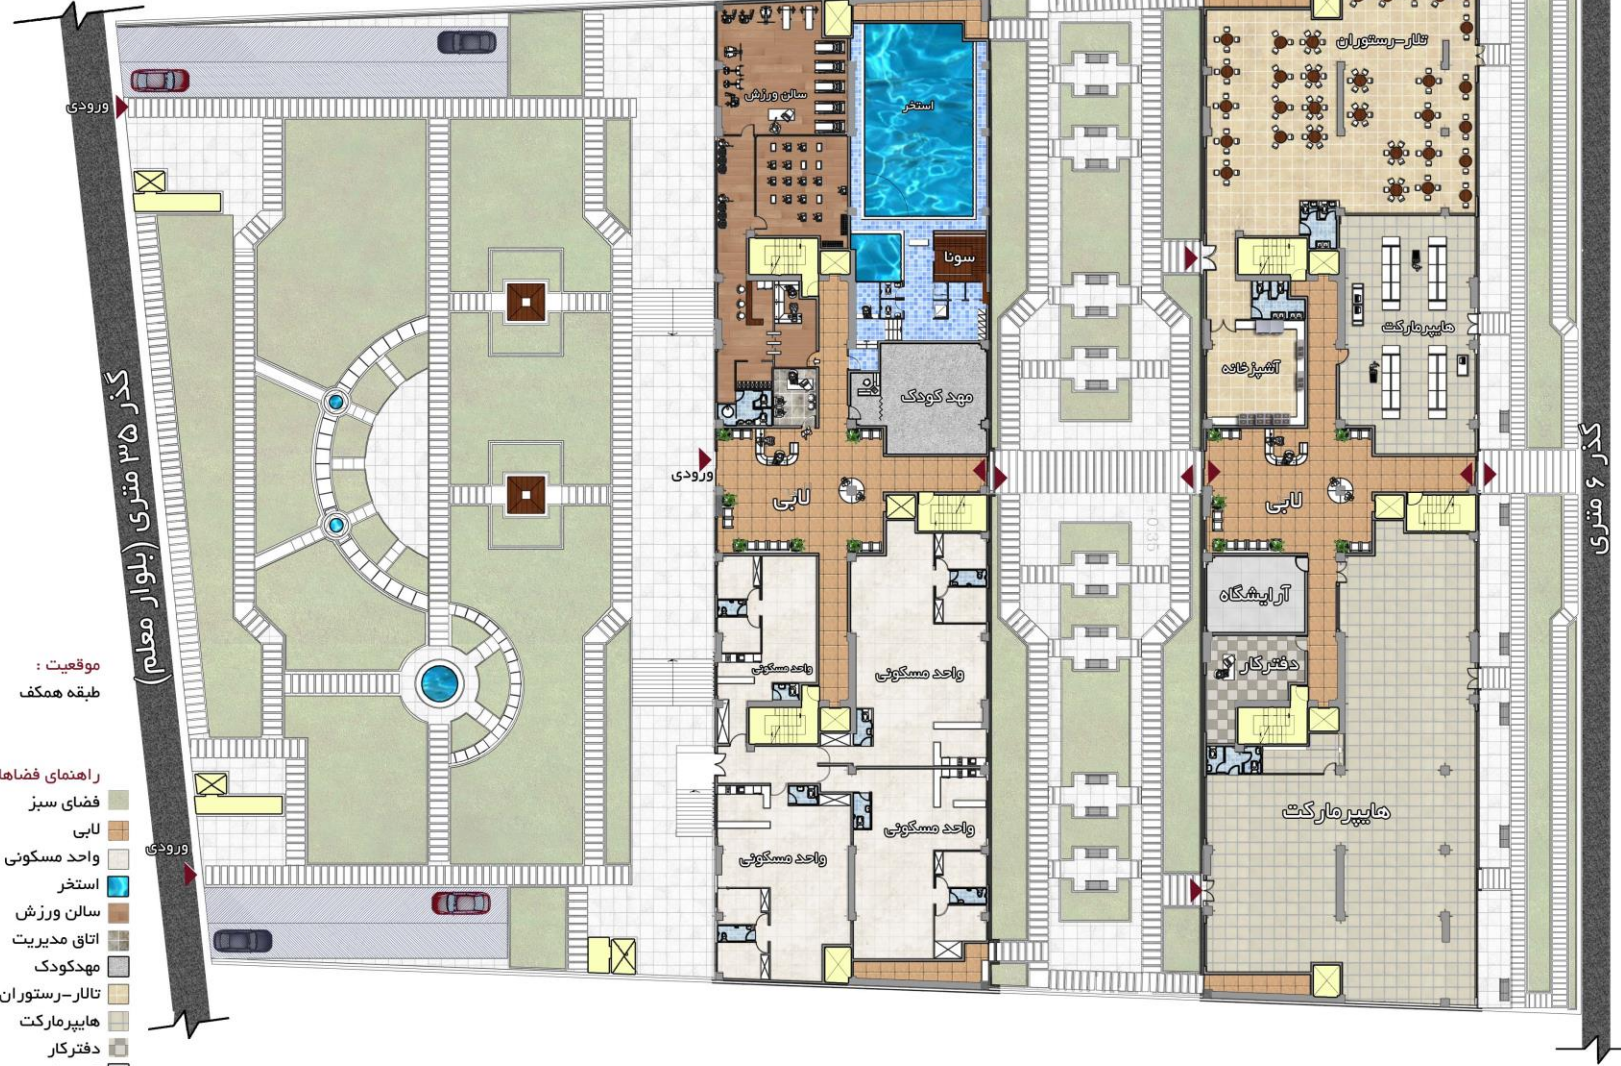 ورودی
گذر ۳۵ متری (بلوار معلم)
ورودی
موقعیت :
طبقه همکف
راهنمای فضاها
فضای سبز
لابی
واحد مسکونی
استخر
سالن ورزش
اتاق مدیریت
مهدکودک
تالار-رستوران
هایپرمارکت
دفترکار
سالن ورزش
استخر
سونا
مهد کودک
ورودی
لابی
واحد مسکونی
واحد مسکونی
واحد مسکونی
واحد مسکونی
تالار-رستوران
هایپرمارکت
آشپزخانه
لابی
آرایشگاه
دفترکار
هایپرمارکت
گذر ۶ متری